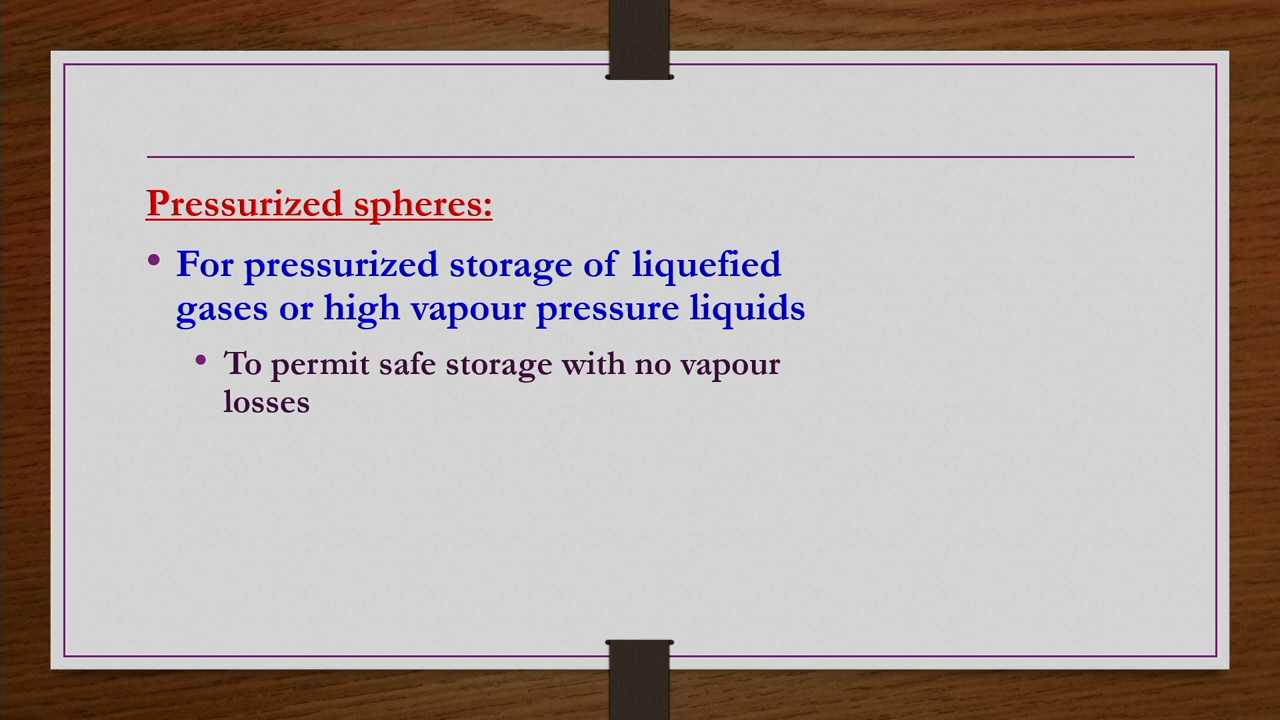 Pressurized spheres:
• For pressurized storage of liquefied
gases or high vapour pressure liquids
• To permit safe storage with no vapour
losses